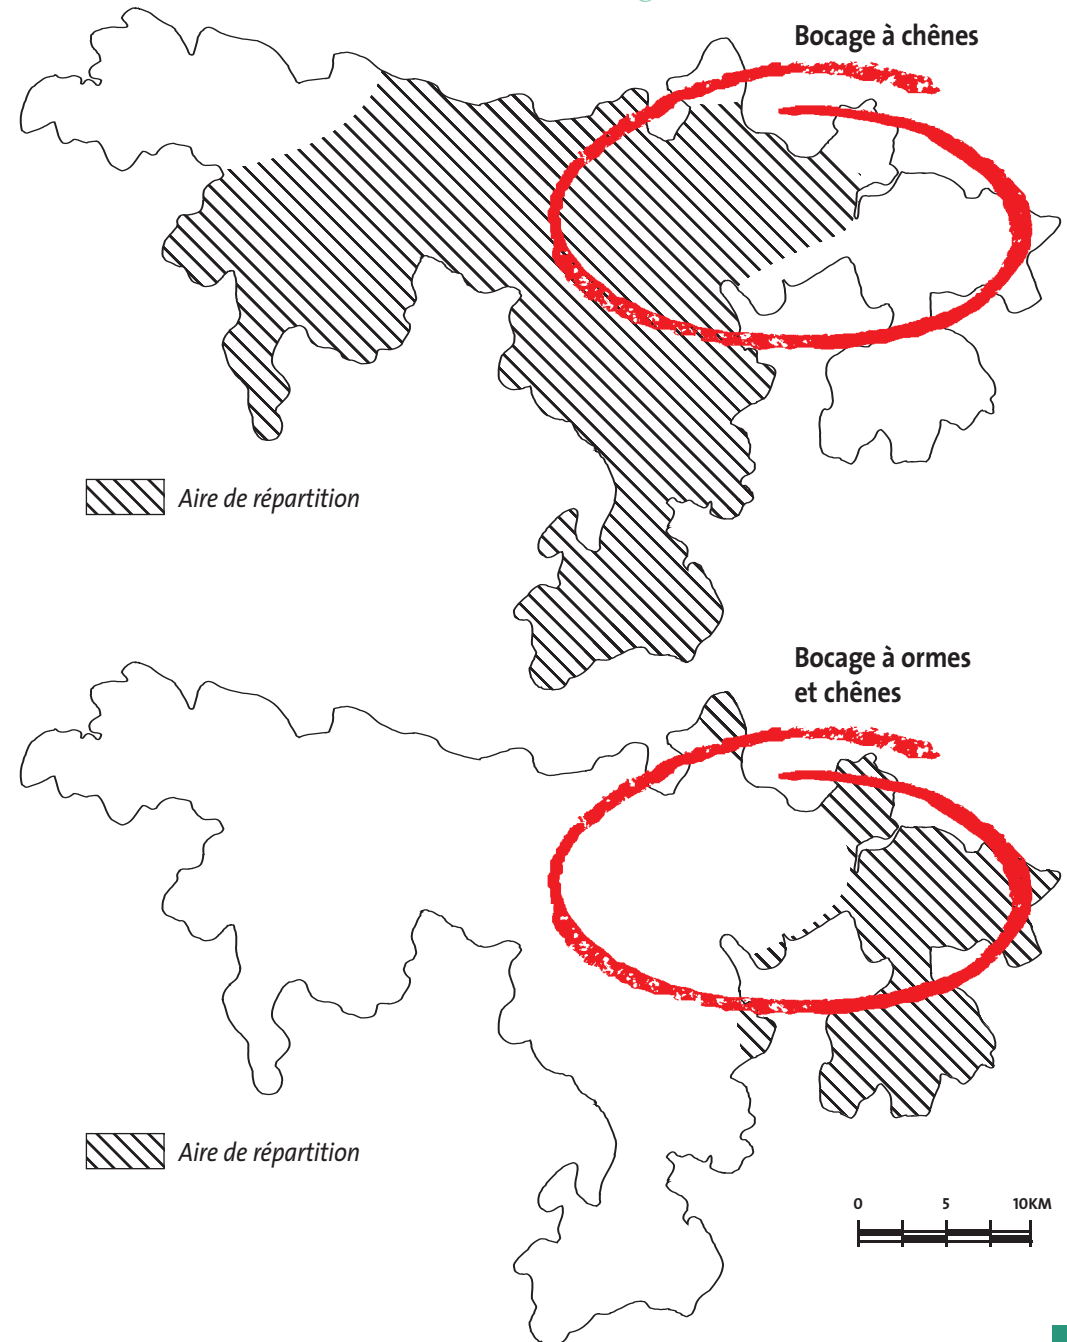 Bocage à chênes
Aire de répartition
Bocage à ormes
et chênes
Aire de répartition
0 5 10KM